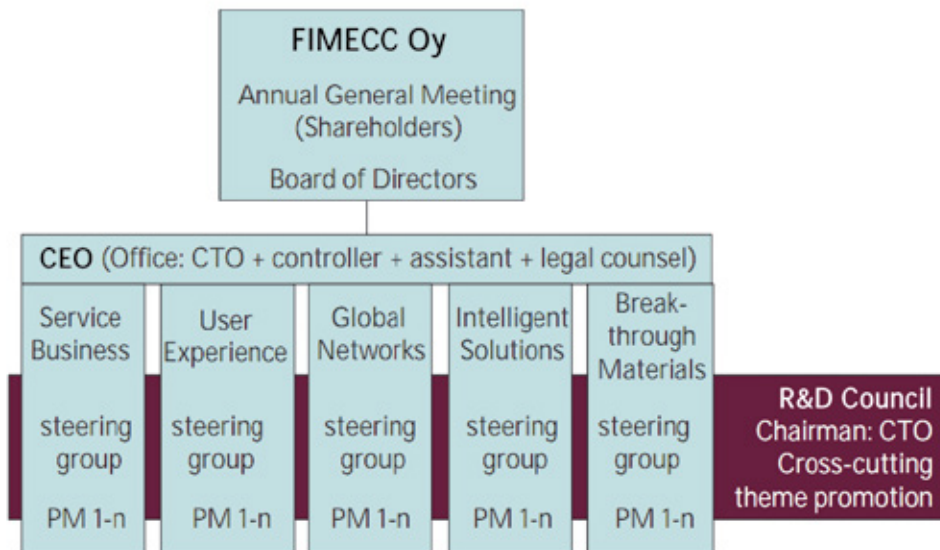 FIMECC Oy
Annual General Meeting
(Shareholders)
Board of Directors
CEO (Office: CTO + controller + assistant + legal counsel)
Service
Business
steering
group
PM 1-n
User
Experience
steering
group
PM 1-n
Global
Networks
steering
group
PM 1-n
Intelligent
Solutions
steering
group
PM 1-n
Break-
through
Materials
steering
group
PM 1-n
R&D Council
Chairman: CTO
Cross-cutting
theme promotion